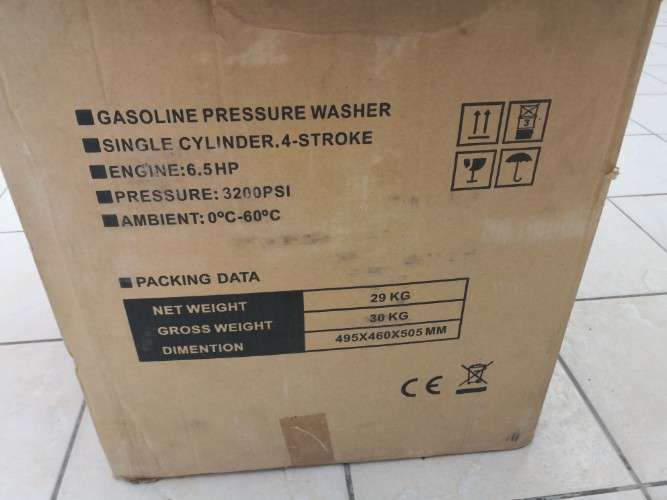 ■GASOLINE PRESSURE WASHER
■SINGLE CYLINDER.4-STROKE
■ENGINE:6.5HP
■PRESSURE:3200PSI
■AMBIENT:0ºC-60ºC
3
■PACKING DATA
NET WEIGHT 29 KG
GROSS WEIGHT 30 KG
DIMENTION 495X460X505 MM
CE